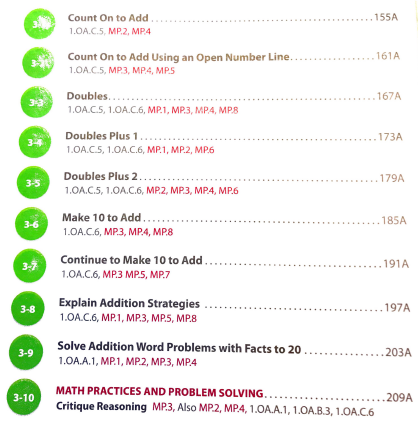 Count On to Add 155A
1.OA.C.5, MP.2, MP.4
Count On to Add Using an Open Number Line 161A
1.OA.C.5, MP.3, MP.4, MP.5
3-3 Doubles 167A
1.OA.C.5, 1.OA.C.6, MP.1, MP.3, MP.4, MP.8
3-4 Doubles Plus 1 173A
1.OA.C.5, 1.OA.C.6, MP.1, MP.2, MP.6
3-5 Doubles Plus 2 179A
1.OA.C.5, 1.OA.C.6, MP.2, MP.3, MP.4, MP.6
3-6 Make 10 to Add 185A
1.OA.C.6, MP.3, MP.4, MP.8
3-7 Continue to Make 10 to Add 191A
1.OA.C.6, MP.3 MP.5, MP.7
3-8 Explain Addition Strategies 197A
1.OA.C.6, MP.1, MP.3, MP.5, MP.8
3-9 Solve Addition Word Problems with Facts to 20 203A
1.OA.A.1, MP.1, MP.2, MP.3, MP.4
3-10 MATH PRACTICES AND PROBLEM SOLVING 209A
Critique Reasoning MP.3, Also MP.2, MP.4, 1.OA.A.1, 1.OA.B.3, 1.OA.C.6